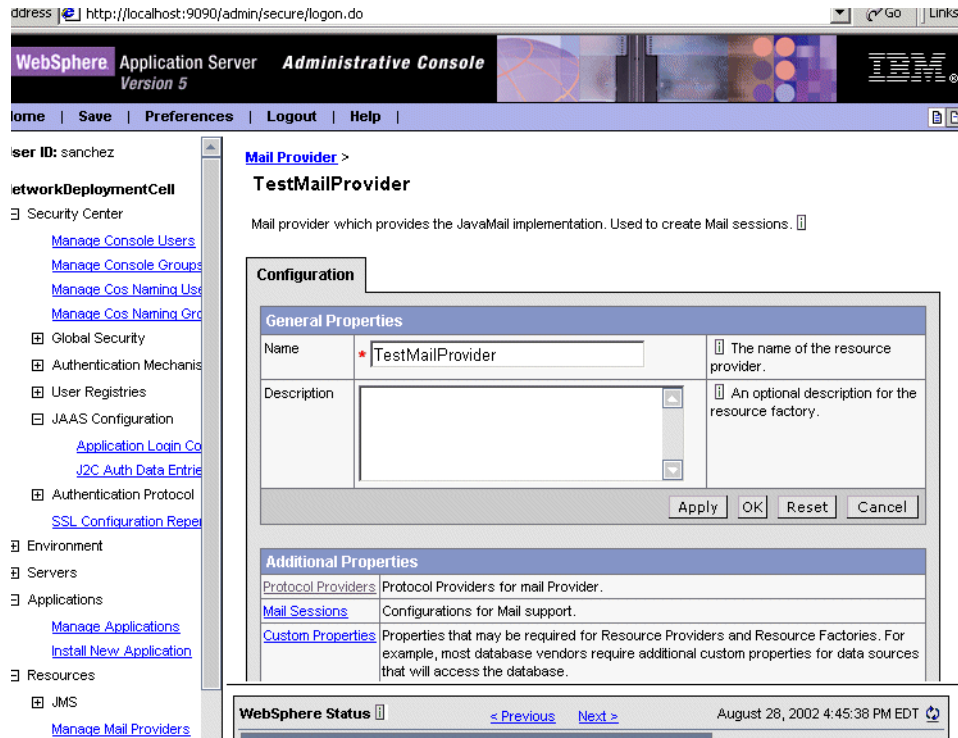 ddress http://localhost:9090/admin/secure/logon.do Go Links
WebSphere Application Server Administrative Console
Version 5
IBM®
Home | Save | Preferences | Logout | Help |
ser ID: sanchez
etworkDeploymentCell
Security Center
Manage Console Users
Manage Console Groups
Manage Cos Naming Use
Manage Cos Naming Gro
Global Security
Authentication Mechanis
User Registries
JAAS Configuration
Application Login Co
J2C Auth Data Entrie
Authentication Protocol
SSL Configuration Reper
Environment
Servers
Applications
Manage Applications
Install New Application
Resources
JMS
Manage Mail Providers
Mail Provider >
TestMailProvider
Mail provider which provides the JavaMail implementation. Used to create Mail sessions. i
Configuration
General Properties
Name * TestMailProvider i The name of the resource
provider.
Description i An optional description for the
resource factory.
Apply OK Reset Cancel
Additional Properties
Protocol Providers Protocol Providers for mail Provider.
Mail Sessions Configurations for Mail support.
Custom Properties Properties that may be required for Resource Providers and Resource Factories. For
example, most database vendors require additional custom properties for data sources
that will access the database.
WebSphere Status i < Previous Next > August 28, 2002 4:45:38 PM EDT